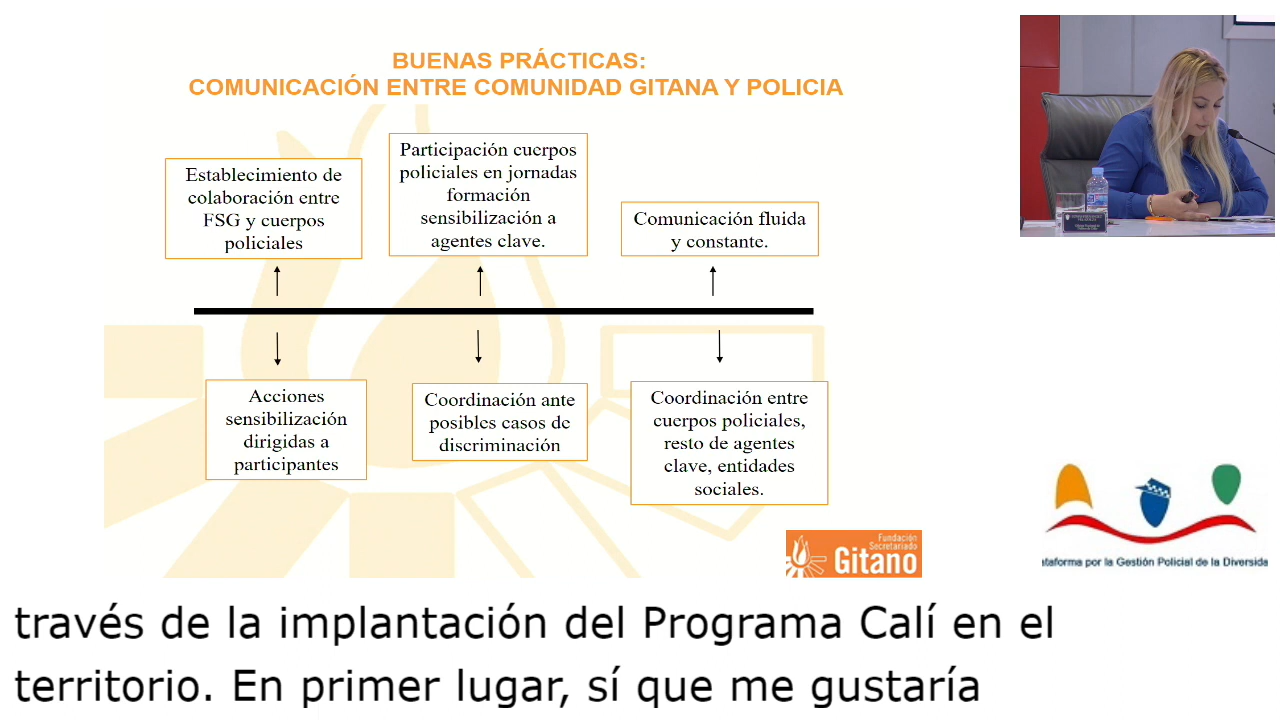 BUENAS PRÁCTICAS:
COMUNICACIÓN ENTRE COMUNIDAD GITANA Y POLICIA
Establecimiento de
colaboración entre
FSG y cuerpos
policiales
Participación cuerpos
policiales en jornadas
formación
sensibilización a
agentes clave.
Comunicación fluida
y constante.
Acciones
sensibilización
dirigidas a
participantes
Coordinación ante
posibles casos de
discriminación
Coordinación entre
cuerpos policiales,
resto de agentes
clave, entidades
sociales.
Fundación
Secretariado
Gitano
ataforma por la Gestión Policial de la Diversida
través de la implantación del Programa Calí en el
territorio. En primer lugar, sí que me gustaría